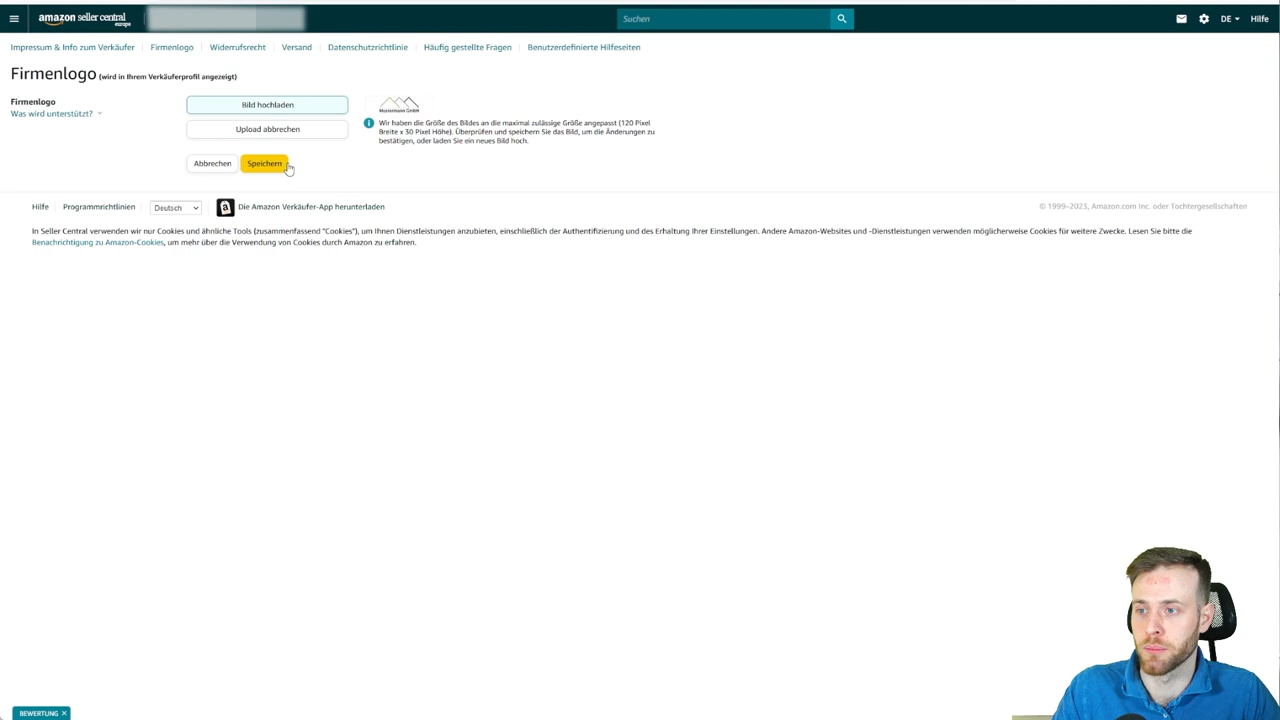 amazon seller central
europe
Suchen
DE
Hilfe
Impressum & Info zum Verkäufer
Firmenlogo
Widerrufsrecht
Versand
Datenschutzrichtlinie
Häufig gestellte Fragen
Benutzerdefinierte Hilfeseiten
Firmenlogo (wird in Ihrem Verkäuferprofil angezeigt)
Firmenlogo
Was wird unterstützt?
Bild hochladen
Upload abbrechen
Abbrechen
Speichern
Mustermann GmbH
Wir haben die Größe des Bildes an die maximal zulässige Größe angepasst (120 Pixel
Breite x 30 Pixel Höhe). Überprüfen und speichern Sie das Bild, um die Änderungen zu
bestätigen, oder laden Sie ein neues Bild hoch.
Hilfe
Programmrichtlinien
Deutsch
a
Die Amazon Verkäufer-App herunterladen
© 1999–2023, Amazon.com Inc. oder Tochtergesellschaften
In Seller Central verwenden wir nur Cookies und ähnliche Tools (zusammenfassend "Cookies"), um Ihnen Dienstleistungen anzubieten, einschließlich der Authentifizierung und des Erhaltung Ihrer Einstellungen. Andere Amazon-Websites und -Dienstleistungen verwenden möglicherweise Cookies für weitere Zwecke. Lesen Sie bitte die
Benachrichtigung zu Amazon-Cookies, um mehr über die Verwendung von Cookies durch Amazon zu erfahren.
BEWERTUNG ×